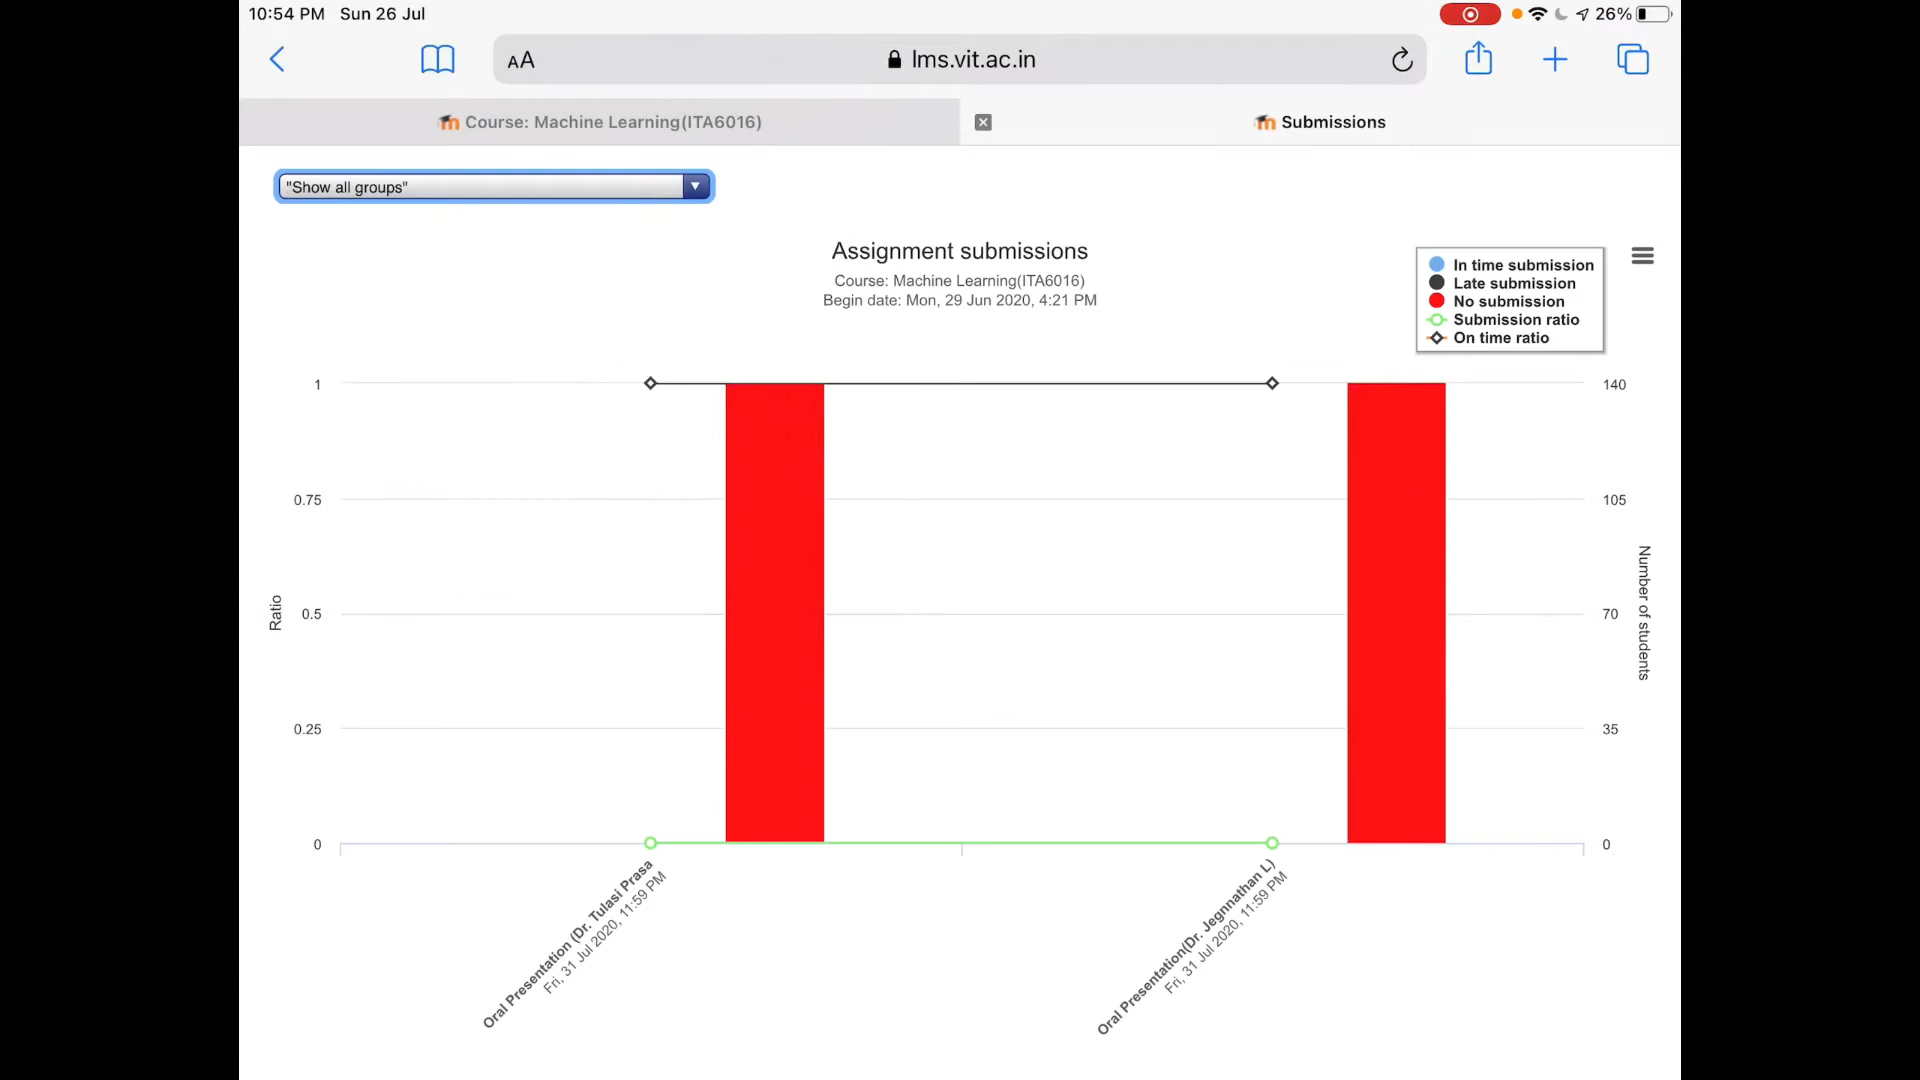 10:54 PM Sun 26 Jul
26%
AA
lms.vit.ac.in
Course: Machine Learning(ITA6016)
Submissions
"Show all groups"
Assignment submissions
Course: Machine Learning(ITA6016)
Begin date: Mon, 29 Jun 2020, 4:21 PM
In time submission
Late submission
No submission
Submission ratio
On time ratio
1
0.75
0.5
0.25
0
Ratio
140
105
70
35
0
Number of students
Oral Presentation (Dr. Tulasi Prasa
Fri, 31 Jul 2020, 11:59 PM
Oral Presentation(Dr. Jegnnathan L)
Fri, 31 Jul 2020, 11:59 PM